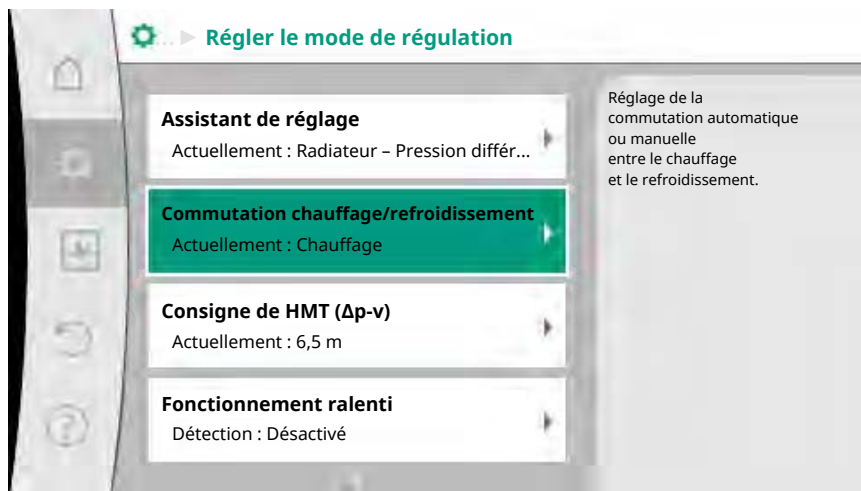 ... Régler le mode de régulation
Assistant de réglage
Actuellement : Radiateur – Pression différ...
Commutation chauffage/refroidissement
Actuellement : Chauffage
Consigne de HMT (Δp-v)
Actuellement : 6,5 m
Fonctionnement ralenti
Détection : Désactivé
Réglage de la
commutation automatique
ou manuelle
entre le chauffage
et le refroidissement.